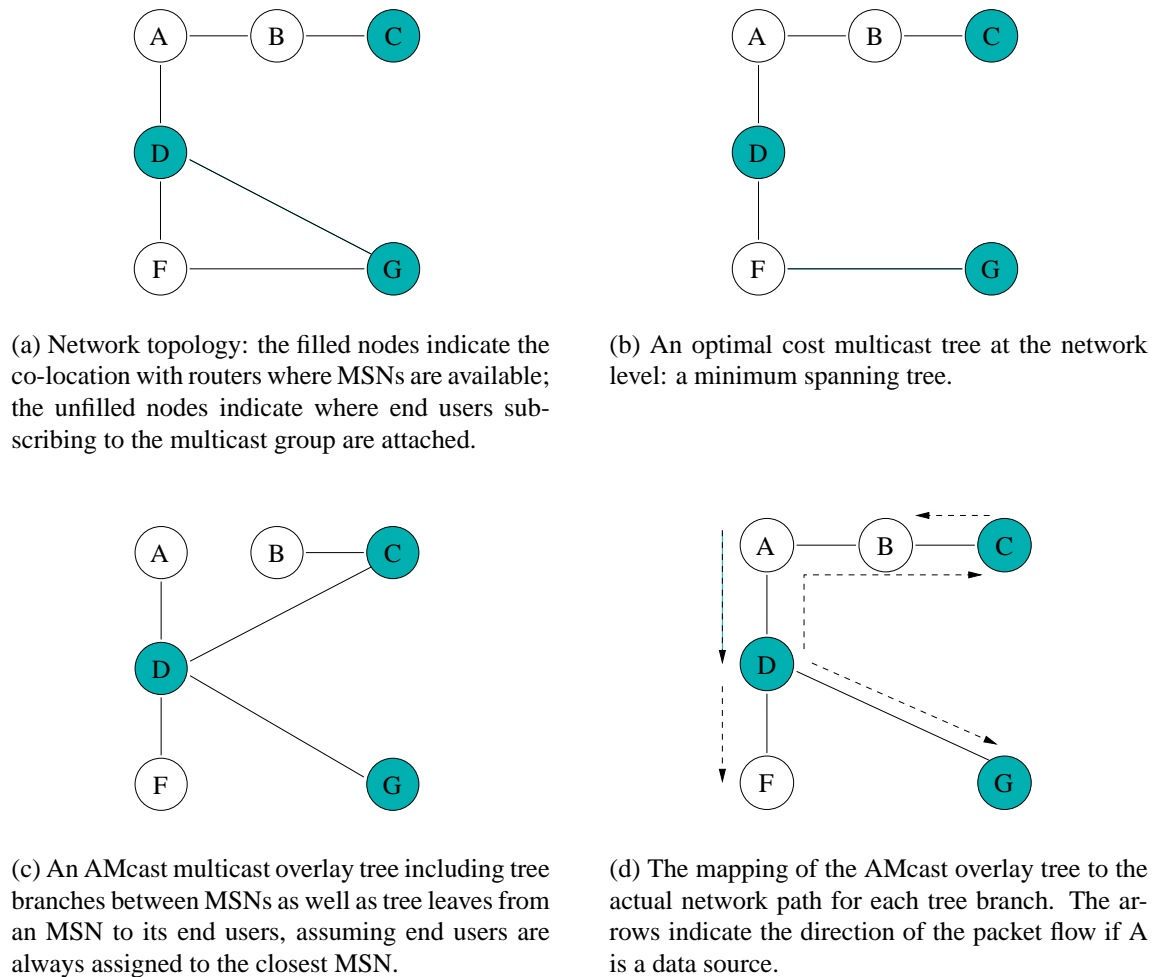 A B C
D
F G
A B C
D
F G
(a) Network topology: the filled nodes indicate the
co-location with routers where MSNs are available;
the unfilled nodes indicate where end users sub-
scribing to the multicast group are attached.
(b) An optimal cost multicast tree at the network
level: a minimum spanning tree.
A B C
D
F G
A B C
D
F G
(c) An AMcast multicast overlay tree including tree
branches between MSNs as well as tree leaves from
an MSN to its end users, assuming end users are
always assigned to the closest MSN.
(d) The mapping of the AMcast overlay tree to the
actual network path for each tree branch. The ar-
rows indicate the direction of the packet flow if A
is a data source.